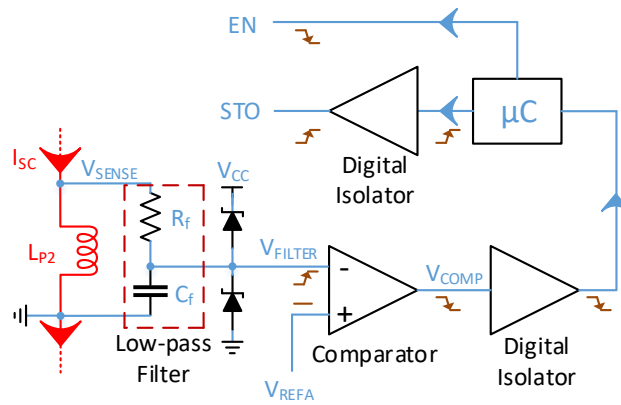 EN
STO
µC
Digital
Isolator
I_SC
V_SENSE
V_CC
R_f
L_P2
V_FILTER
C_f
-
+
V_COMP
Low-pass
Filter
Comparator
Digital
Isolator
V_REFA